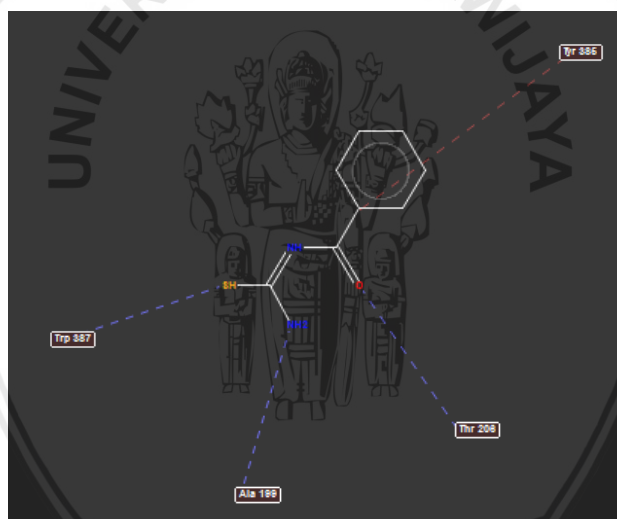 UNIVER WIJAYA
Tyr 385
NH
SH
O
NH2
Trp 387
Thr 206
Ala 199